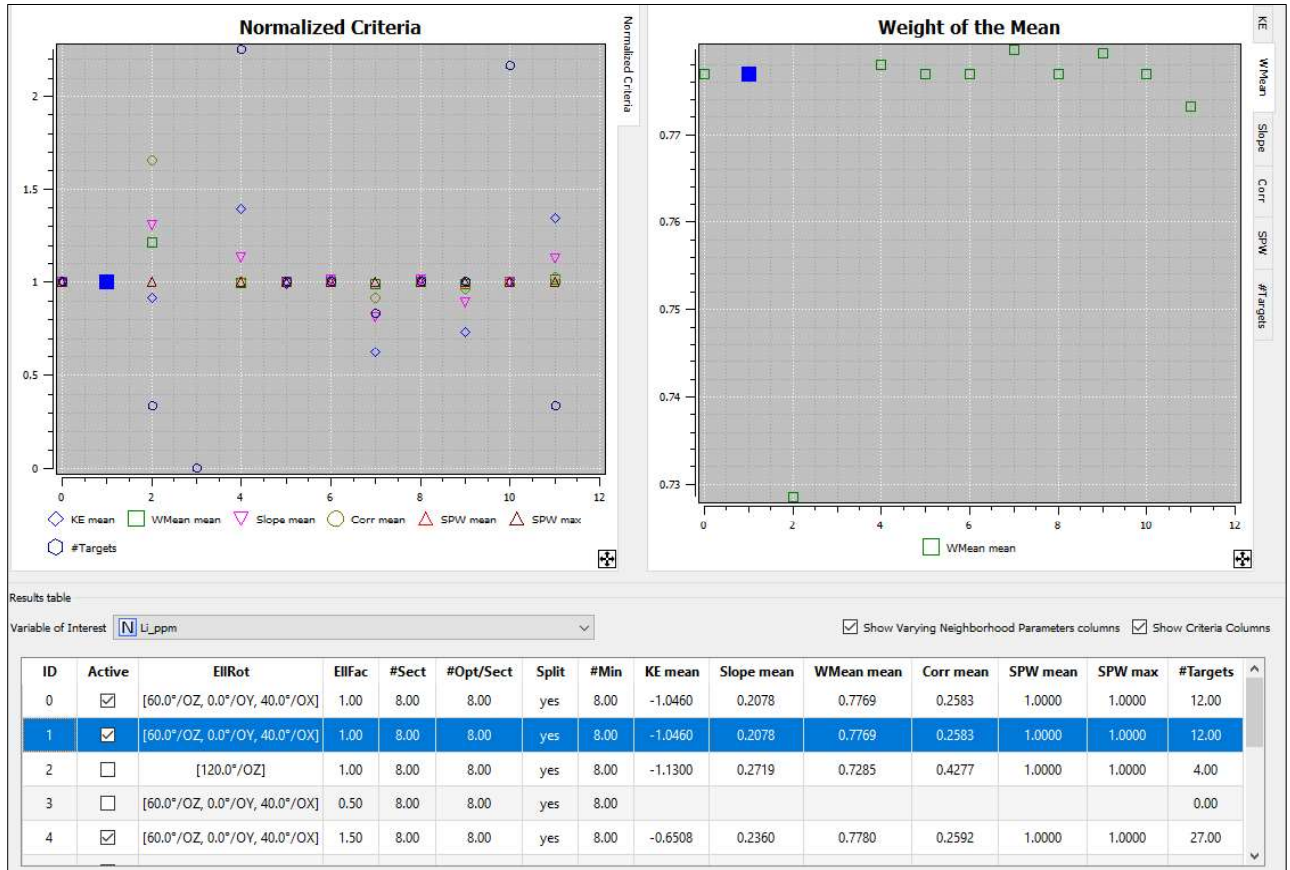 Normalized Criteria
2
1.5
1
0.5
0
0 2 4 6 8 10 12
KE mean WMean mean Slope mean Corr mean SPW mean SPW max
#Targets
Normalized Criteria
Weight of the Mean
0.77
0.76
0.75
0.74
0.73
0 2 4 6 8 10 12
WMean mean
KE
WMean
Slope
Corr
SPW
#Targets
Results table
Variable of Interest N Li_ppm Show Varying Neighborhood Parameters columns Show Criteria Columns
ID Active EllRot EllFac #Sect #Opt/Sect Split #Min KE mean Slope mean WMean mean Corr mean SPW mean SPW max #Targets
0 [60.0°/OZ, 0.0°/OY, 40.0°/OX] 1.00 8.00 8.00 yes 8.00 -1.0460 0.2078 0.7769 0.2583 1.0000 1.0000 12.00
1 [60.0°/OZ, 0.0°/OY, 40.0°/OX] 1.00 8.00 8.00 yes 8.00 -1.0460 0.2078 0.7769 0.2583 1.0000 1.0000 12.00
2 [120.0°/OZ] 1.00 8.00 8.00 yes 8.00 -1.1300 0.2719 0.7285 0.4277 1.0000 1.0000 4.00
3 [60.0°/OZ, 0.0°/OY, 40.0°/OX] 0.50 8.00 8.00 yes 8.00 0.00
4 [60.0°/OZ, 0.0°/OY, 40.0°/OX] 1.50 8.00 8.00 yes 8.00 -0.6508 0.2360 0.7780 0.2592 1.0000 1.0000 27.00